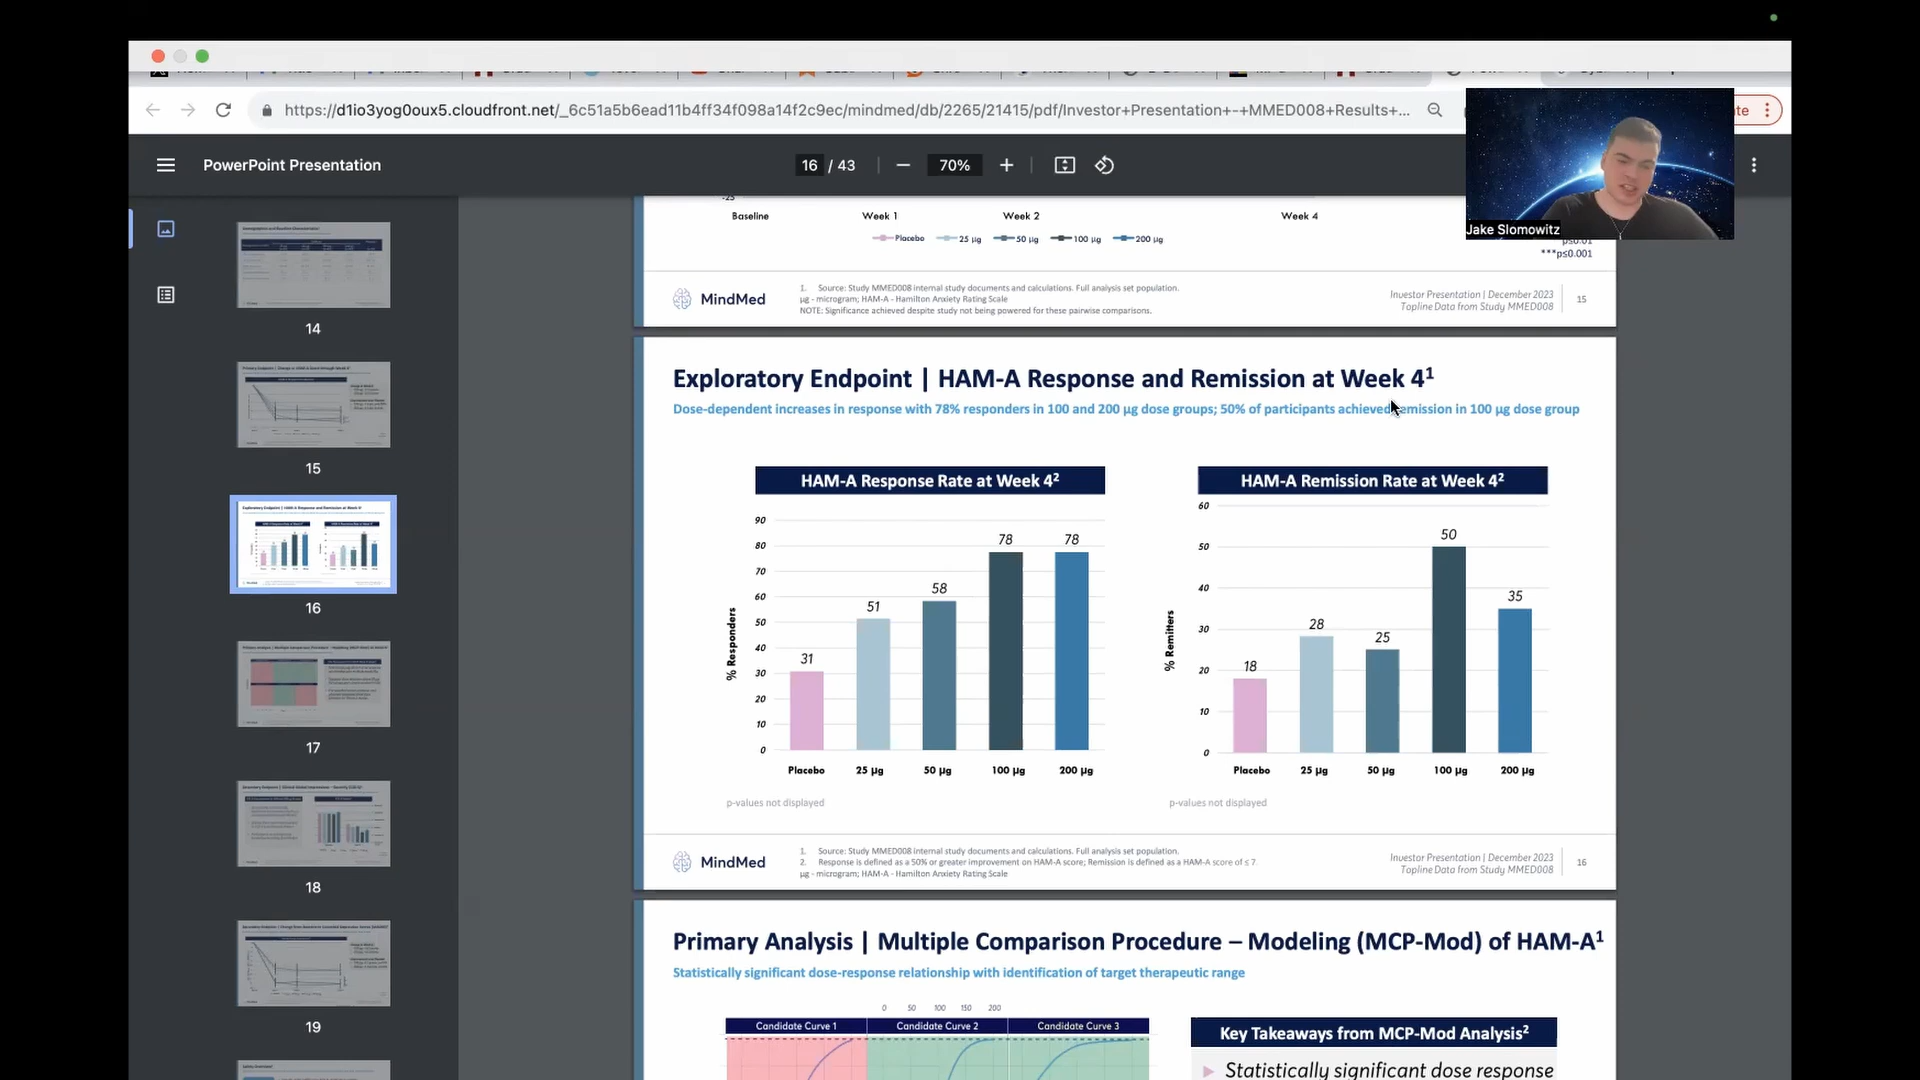 https://d1io3yog0oux5.cloudfront.net/_6c51a5b6ead11b4ff34f098a14f2c9ec/mindmed/db/2265/21415/pdf/Investor+Presentation+-+MMED008+Results+...
PowerPoint Presentation
16 / 43
70%
Jake Slomowitz
14
15
16
17
18
19
-25
Baseline
Week 1
Week 2
Week 4
Placebo
25 µg
50 µg
100 µg
200 µg
p≤0.01
***p≤0.001
MindMed
1. Source: Study MMED008 internal study documents and calculations. Full analysis set population.
µg - microgram; HAM-A - Hamilton Anxiety Rating Scale
NOTE: Significance achieved despite study not being powered for these pairwise comparisons.
Investor Presentation | December 2023
Topline Data from Study MMED008
15
Exploratory Endpoint | HAM-A Response and Remission at Week 4¹
Dose-dependent increases in response with 78% responders in 100 and 200 µg dose groups; 50% of participants achieved remission in 100 µg dose group
HAM-A Response Rate at Week 4²
% Responders
90
80
70
60
50
40
30
20
10
0
31
51
58
78
78
Placebo
25 µg
50 µg
100 µg
200 µg
p-values not displayed
HAM-A Remission Rate at Week 4²
% Remitters
60
50
40
30
20
10
0
18
28
25
50
35
Placebo
25 µg
50 µg
100 µg
200 µg
p-values not displayed
MindMed
1. Source: Study MMED008 internal study documents and calculations. Full analysis set population.
2. Response is defined as a 50% or greater improvement on HAM-A score; Remission is defined as a HAM-A score of ≤ 7.
µg - microgram; HAM-A - Hamilton Anxiety Rating Scale
Investor Presentation | December 2023
Topline Data from Study MMED008
16
Primary Analysis | Multiple Comparison Procedure – Modeling (MCP-Mod) of HAM-A¹
Statistically significant dose-response relationship with identification of target therapeutic range
0 50 100 150 200
Candidate Curve 1
Candidate Curve 2
Candidate Curve 3
Key Takeaways from MCP-Mod Analysis²
Statistically significant dose response